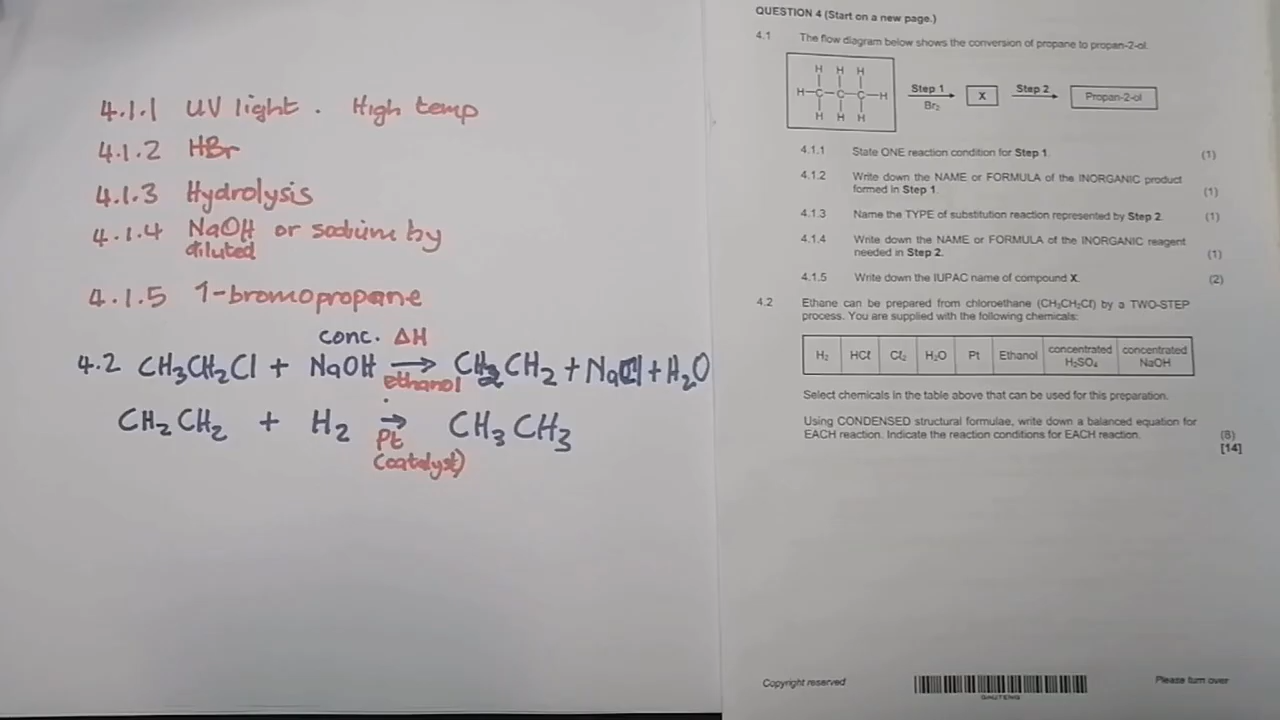 4.1.1 UV light . High temp
4.1.2 HBr
4.1.3 Hydrolysis
4.1.4 NaOH or sodium by
diluted
4.1.5 1-bromopropane
conc. ΔH
4.2 CH₃CH₂Cl + NaOH → CH₂CH₂ + NaCl + H₂O
ethanol
CH₂CH₂ + H₂ → CH₃CH₃
Pt
(catalyst)
QUESTION 4 (Start on a new page.)
4.1 The flow diagram below shows the conversion of propane to propan-2-ol.
H H H
H–C–C–C–H
H H H
Step 1
Br₂
X
Step 2
Propan-2-ol
4.1.1 State ONE reaction condition for Step 1. (1)
4.1.2 Write down the NAME or FORMULA of the INORGANIC product
formed in Step 1. (1)
4.1.3 Name the TYPE of substitution reaction represented by Step 2. (1)
4.1.4 Write down the NAME or FORMULA of the INORGANIC reagent
needed in Step 2. (1)
4.1.5 Write down the IUPAC name of compound X. (2)
4.2 Ethane can be prepared from chloroethane (CH₃CH₂Cℓ) by a TWO-STEP
process. You are supplied with the following chemicals:
H₂ HCℓ Cℓ₂ H₂O Pt Ethanol concentrated H₂SO₄ concentrated NaOH
Select chemicals in the table above that can be used for this preparation.
Using CONDENSED structural formulae, write down a balanced equation for
EACH reaction. Indicate the reaction conditions for EACH reaction. (8)
[14]
Copyright reserved
GAUTENG
Please turn over